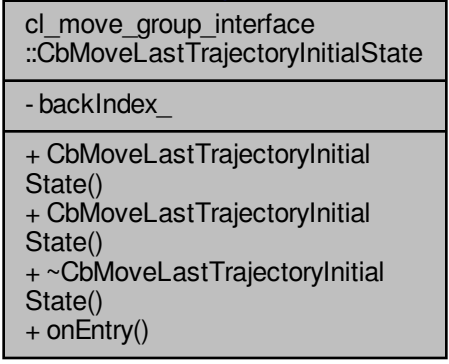 cl_move_group_interface
::CbMoveLastTrajectoryInitialState
- backIndex_
+ CbMoveLastTrajectoryInitial
State()
+ CbMoveLastTrajectoryInitial
State()
+ ~CbMoveLastTrajectoryInitial
State()
+ onEntry()